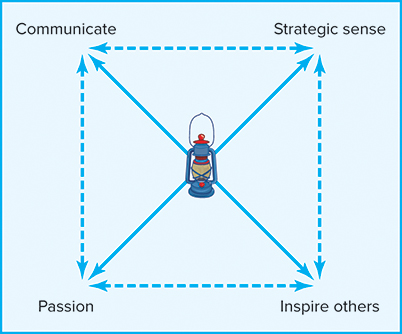 Communicate
Strategic sense
Passion
Inspire others